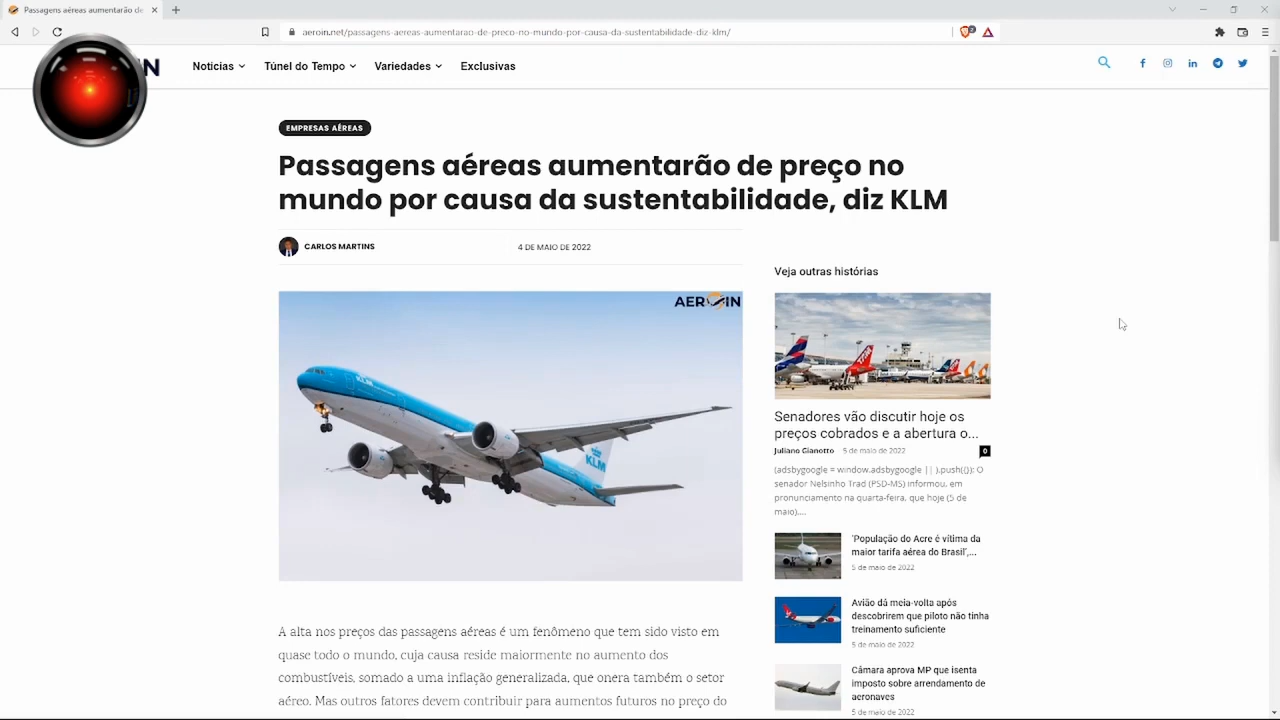 Passagens aéreas aumentarão de
aeroin.net/passagens-aereas-aumentarao-de-preco-no-mundo-por-causa-da-sustentabilidade-diz-klm/
IN
Notícias
Túnel do Tempo
Variedades
Exclusivas
EMPRESAS AÉREAS
Passagens aéreas aumentarão de preço no
mundo por causa da sustentabilidade, diz KLM
CARLOS MARTINS
4 DE MAIO DE 2022
AEROIN
KLM
KLM
A alta nos preços das passagens aéreas é um fenômeno que tem sido visto em
quase todo o mundo, cuja causa reside maiormente no aumento dos
combustíveis, somado a uma inflação generalizada, que onera também o setor
aéreo. Mas outros fatores devem contribuir para aumentos futuros no preço do
Veja outras histórias
Senadores vão discutir hoje os
preços cobrados e a abertura o...
Juliano Gianotto
5 de maio de 2022
0
(adsbygoogle = window.adsbygoogle || ).push({}); O
senador Nelsinho Trad (PSD-MS) informou, em
pronunciamento na quarta-feira, que hoje (5 de
maio),...
'População do Acre é vítima da
maior tarifa aérea do Brasil',...
5 de maio de 2022
Avião dá meia-volta após
descobrirem que piloto não tinha
treinamento suficiente
5 de maio de 2022
Câmara aprova MP que isenta
imposto sobre arrendamento de
aeronaves
5 de maio de 2022